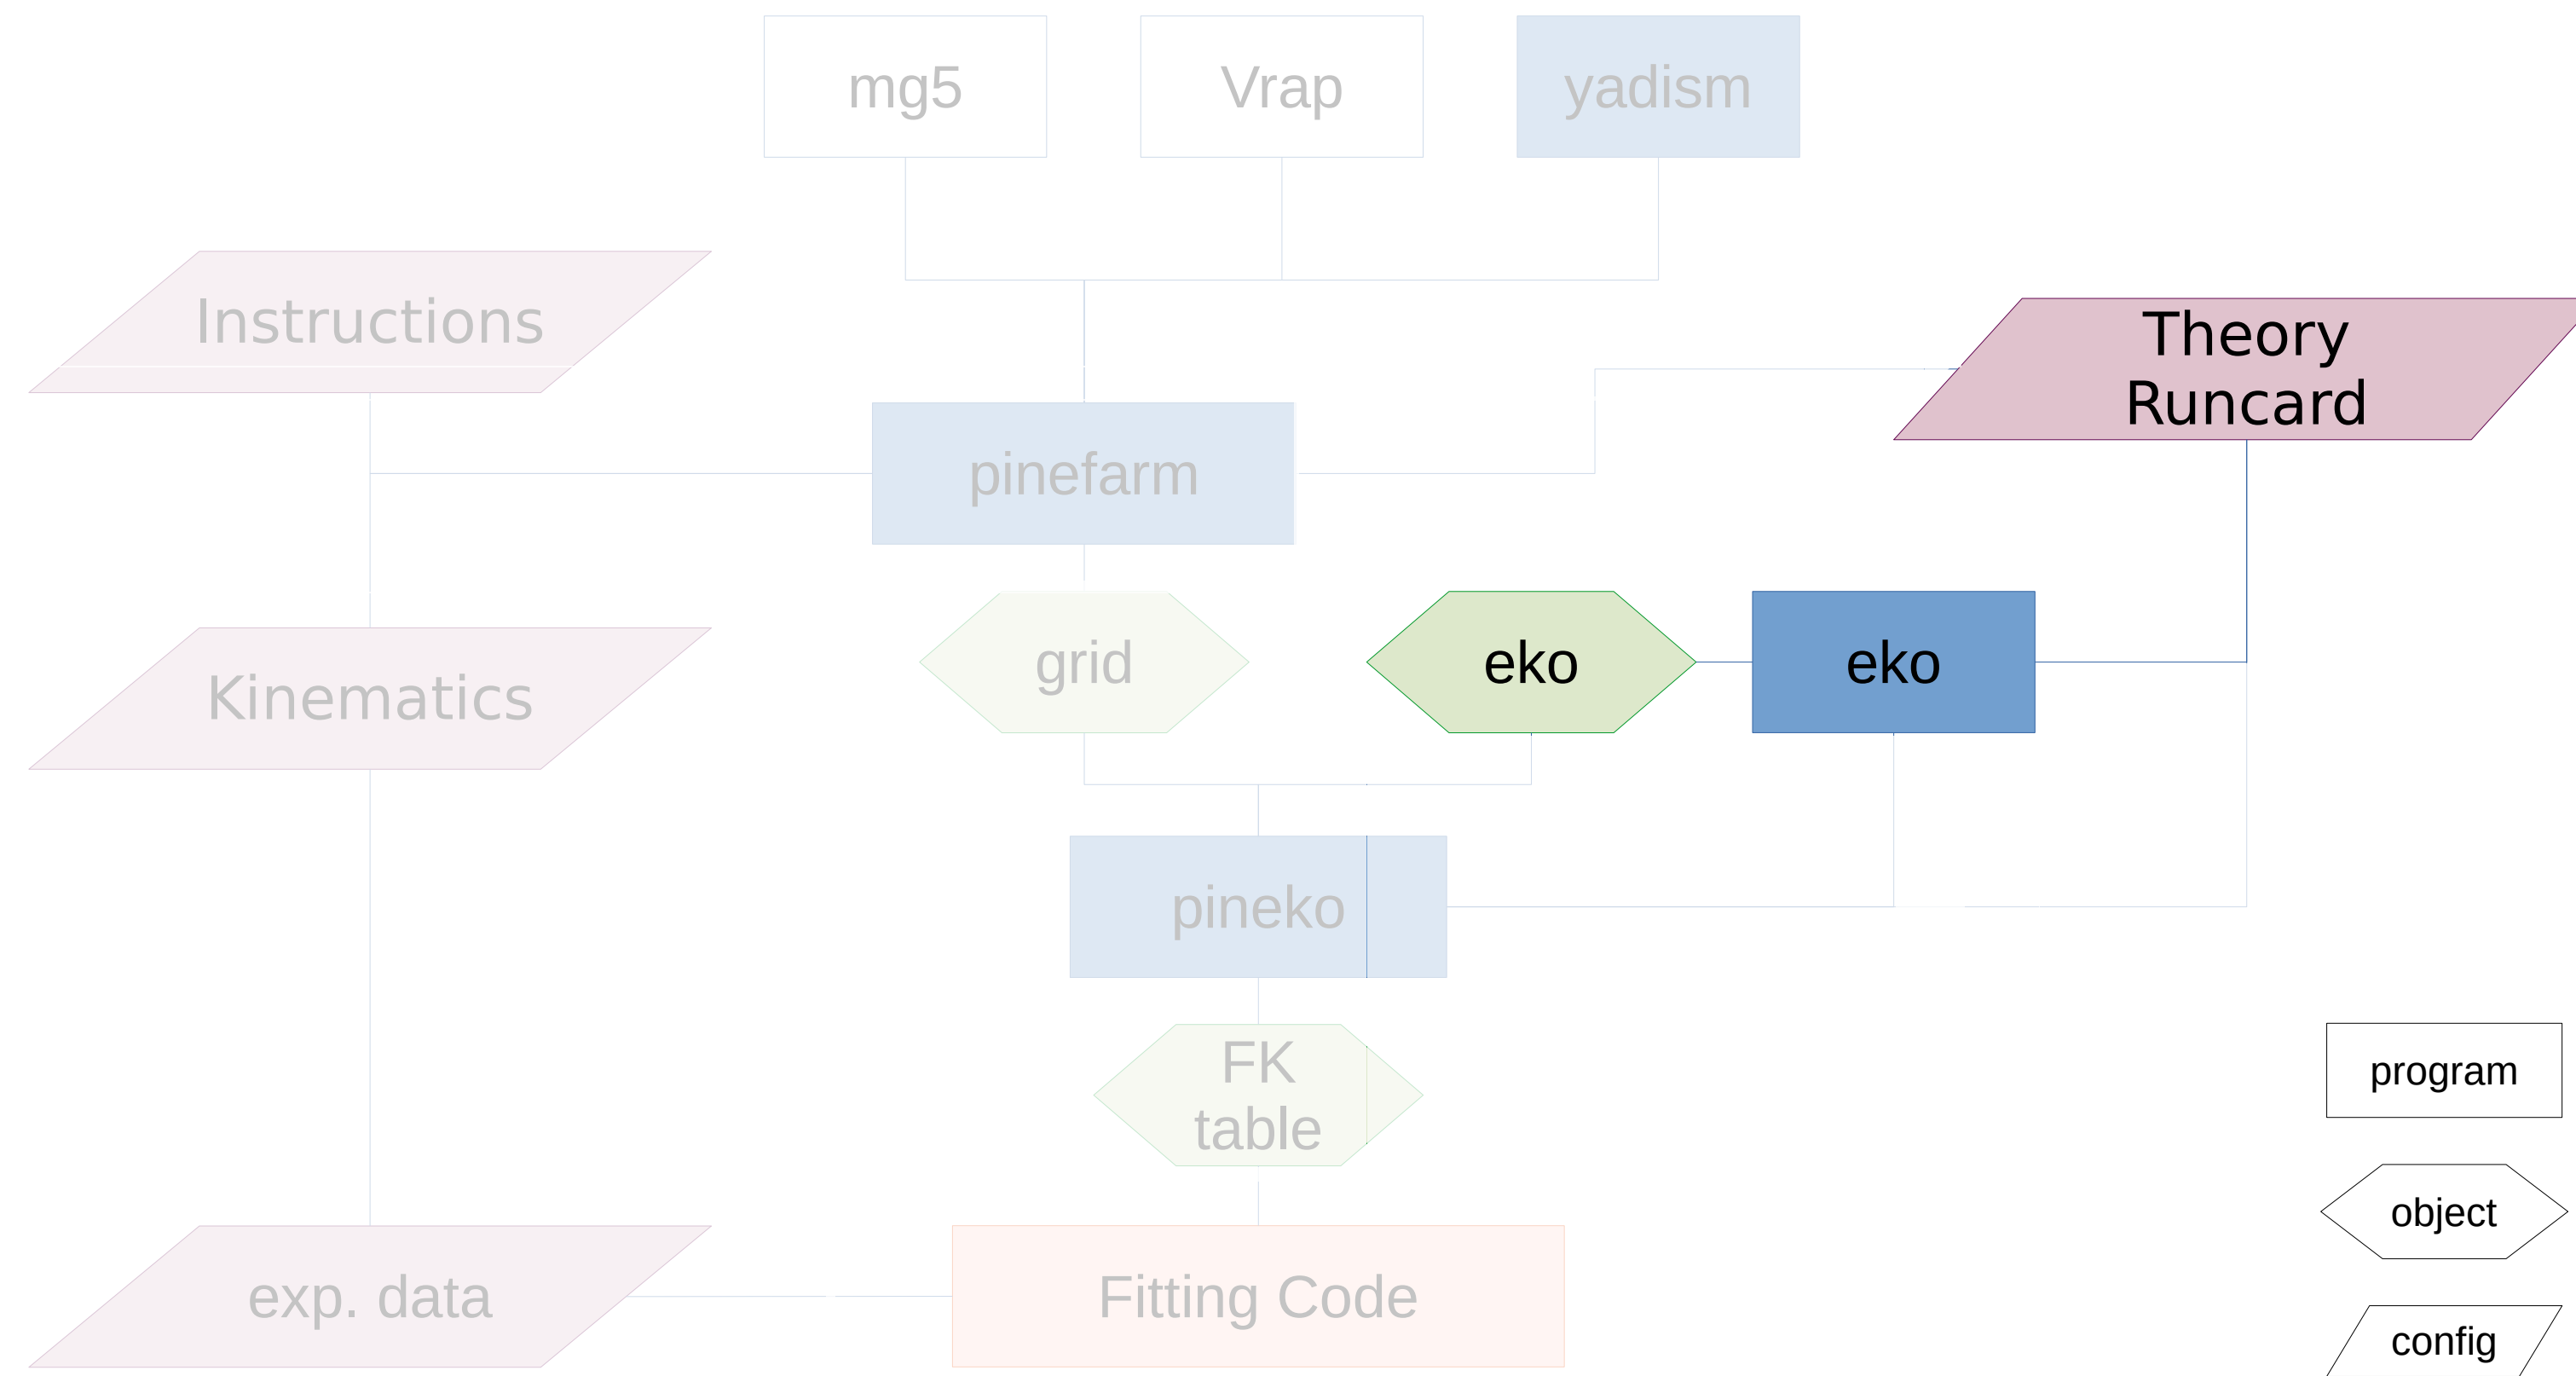 mg5
Vrap
yadism
Instructions
Theory
Runcard
pinefarm
Kinematics
grid
eko
eko
pineko
FK
table
program
object
exp. data
Fitting Code
config